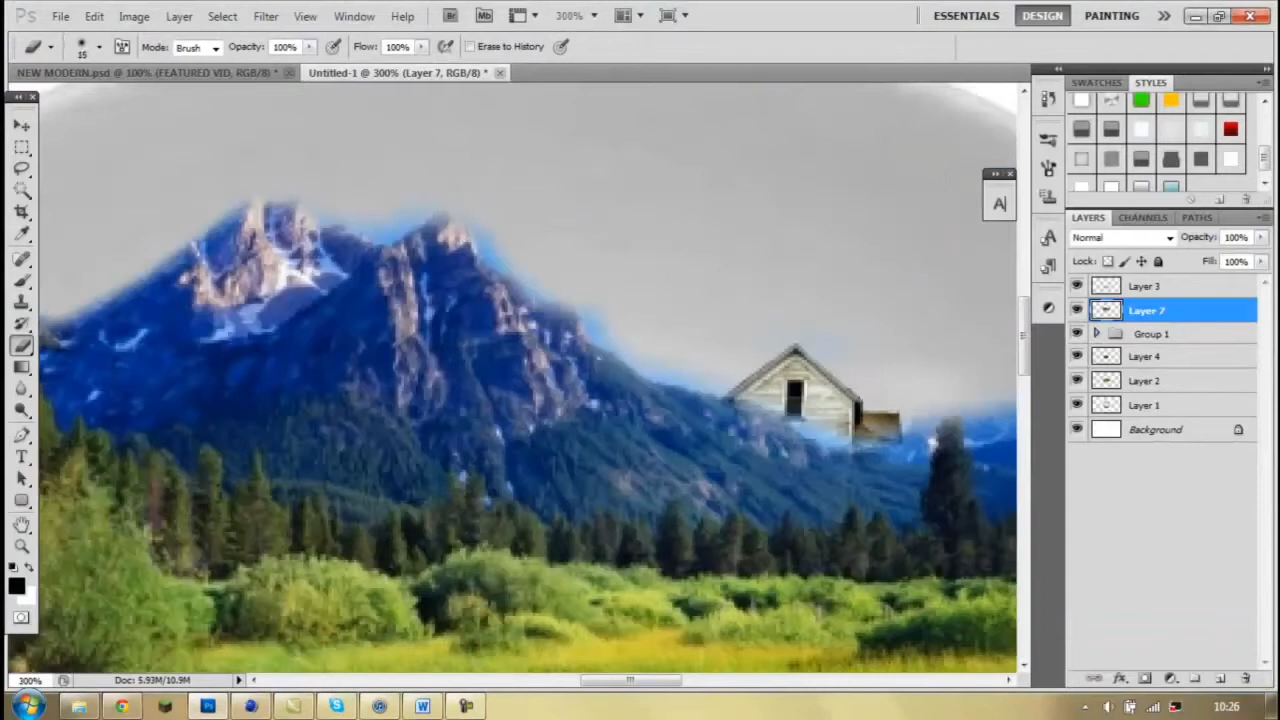 Ps File Edit Image Layer Select Filter View Window Help Br Mb 300% ESSENTIALS DESIGN PAINTING
15 Mode: Brush Opacity: 100% Flow: 100% Erase to History
NEW MODERN.psd @ 100% (FEATURED VID, RGB/8) * Untitled-1 @ 300% (Layer 7, RGB/8) *
SWATCHES STYLES
A
LAYERS CHANNELS PATHS
Normal Opacity: 100%
Lock: Fill: 100%
Layer 3
Layer 7
Group 1
Layer 4
Layer 2
Layer 1
Background
T
300% Doc: 5.93M/10.9M
10:26